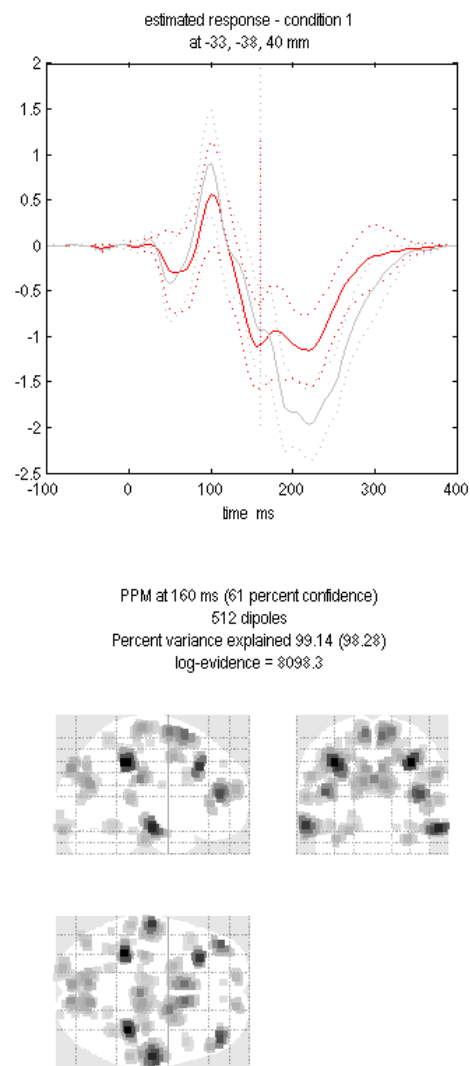 estimated response - condition 1
at -33, -38, 40 mm
2
1.5
1
0.5
0
-0.5
-1
-1.5
-2
-2.5
-100 0 100 200 300 400
time ms
PPM at 160 ms (61 percent confidence)
512 dipoles
Percent variance explained 99.14 (98.28)
log-evidence = 8098.3